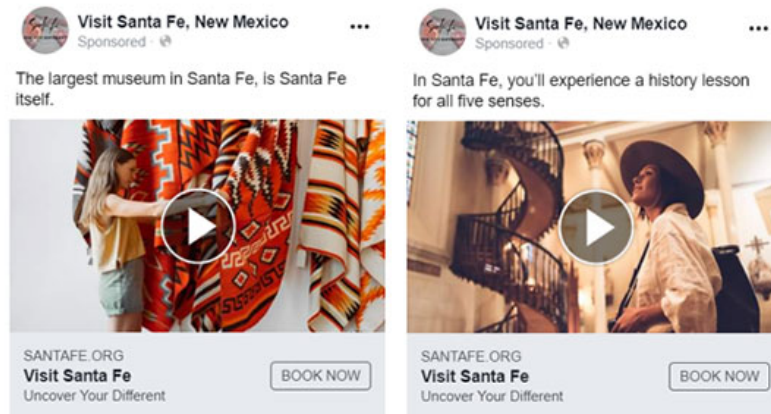 Visit Santa Fe, New Mexico
Sponsored ·
The largest museum in Santa Fe, is Santa Fe
itself.
SANTAFE.ORG
Visit Santa Fe
Uncover Your Different
BOOK NOW
Visit Santa Fe, New Mexico
Sponsored ·
In Santa Fe, you'll experience a history lesson
for all five senses.
SANTAFE.ORG
Visit Santa Fe
Uncover Your Different
BOOK NOW